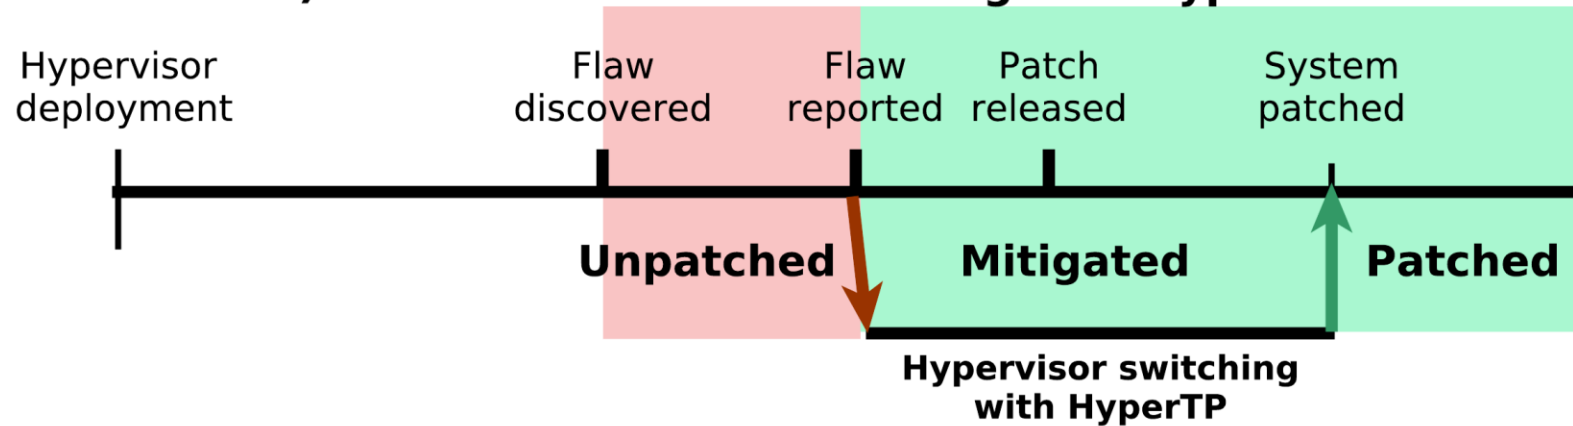 Hypervisor
deployment
Flaw
discovered
Flaw
reported
Patch
released
System
patched
Unpatched
Mitigated
Patched
Hypervisor switching
with HyperTP